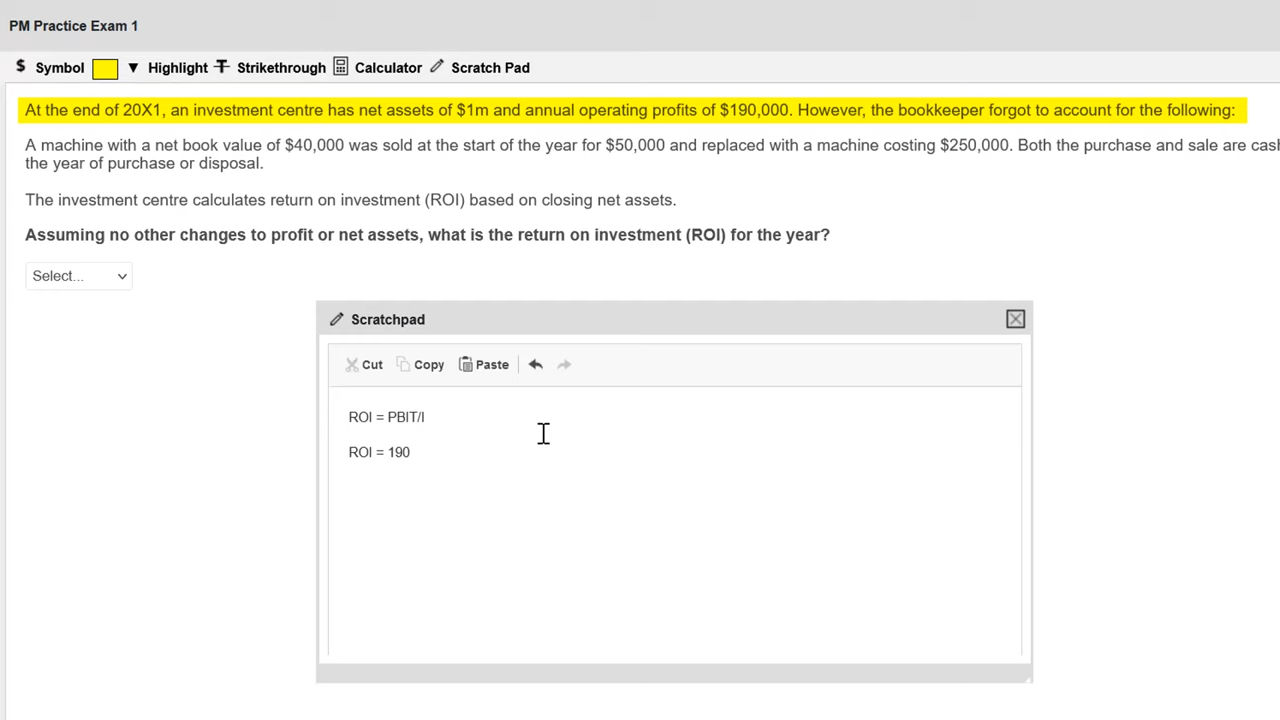 PM Practice Exam 1
$ Symbol ▼ Highlight T Strikethrough Calculator Scratch Pad
At the end of 20X1, an investment centre has net assets of $1m and annual operating profits of $190,000. However, the bookkeeper forgot to account for the following:
A machine with a net book value of $40,000 was sold at the start of the year for $50,000 and replaced with a machine costing $250,000. Both the purchase and sale are cas
the year of purchase or disposal.
The investment centre calculates return on investment (ROI) based on closing net assets.
Assuming no other changes to profit or net assets, what is the return on investment (ROI) for the year?
Select...
Scratchpad
Cut Copy Paste
ROI = PBIT/I
ROI = 190